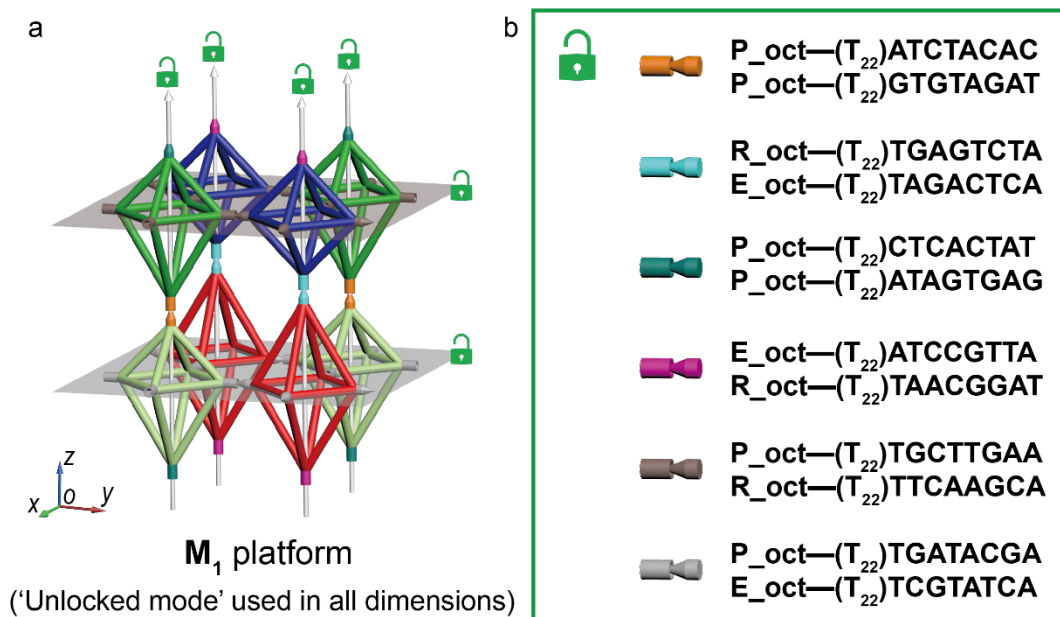 a
z
x
o
y
M₁ platform
('Unlocked mode' used in all dimensions)
b
P_oct—(T₂₂)ATCTACAC
P_oct—(T₂₂)GTGTAGAT
R_oct—(T₂₂)TGAGTCTA
E_oct—(T₂₂)TAGACTCA
P_oct—(T₂₂)CTCACTAT
P_oct—(T₂₂)ATAGTGAG
E_oct—(T₂₂)ATCCGTTA
R_oct—(T₂₂)TAACGGAT
P_oct—(T₂₂)TGCTTGAA
R_oct—(T₂₂)TTCAAGCA
P_oct—(T₂₂)TGATACGA
E_oct—(T₂₂)TCGTATCA